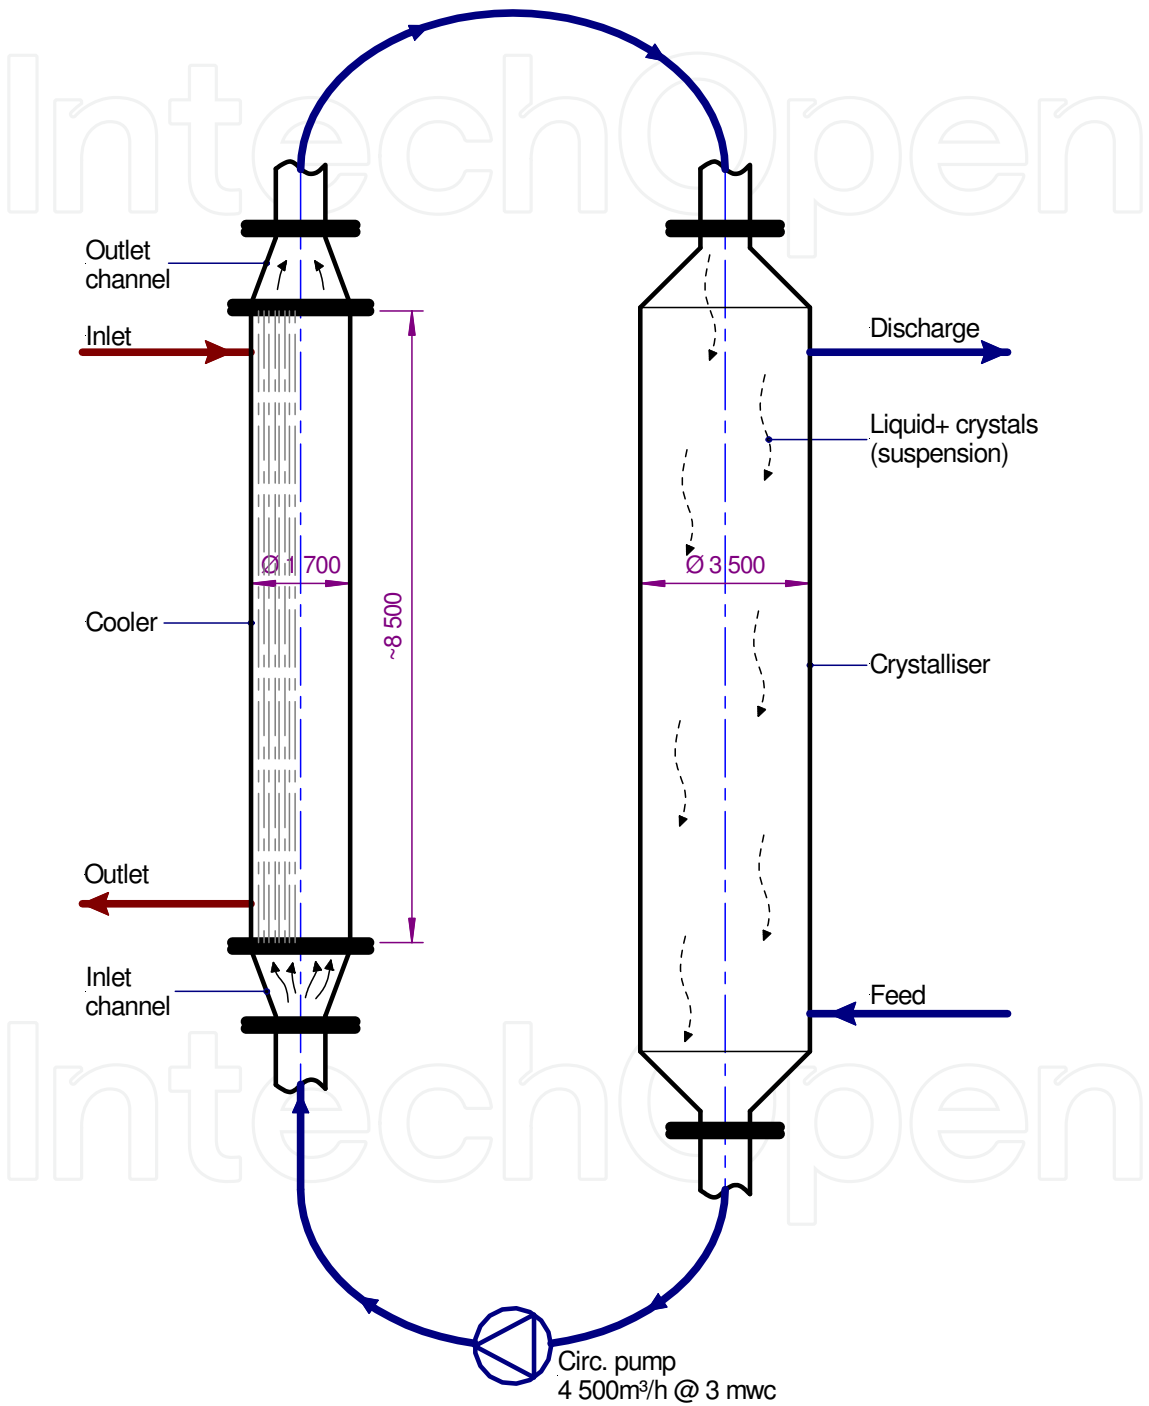 IntechOpen
Outlet
channel
Inlet
Discharge
Liquid+ crystals
(suspension)
Ø 1 700
Ø 3 500
~8 500
Cooler
Crystalliser
Outlet
Inlet
channel
Feed
IntechOpen
Circ. pump
4 500m³/h @ 3 mwc